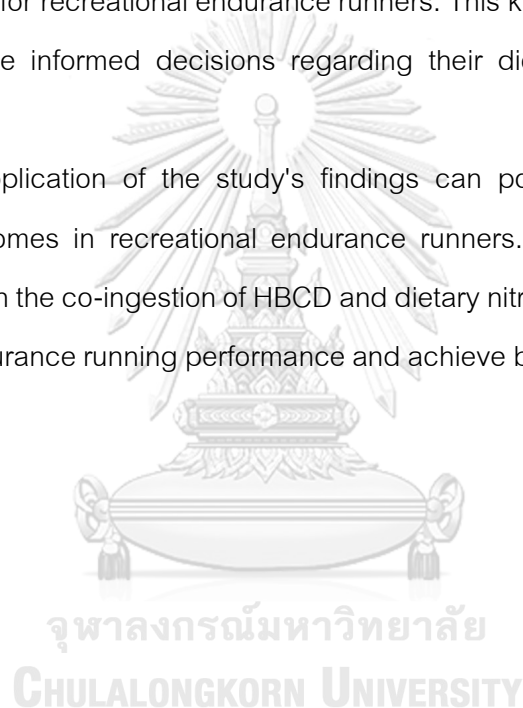 for recreational endurance runners. This k
e informed decisions regarding their di
plication of the study's findings can po
omes in recreational endurance runners.
n the co-ingestion of HBCD and dietary nitr
urance running performance and achieve b
จุฬาลงกรณ์มหาวิทยาลัย
CHULALONGKORN UNIVERSITY